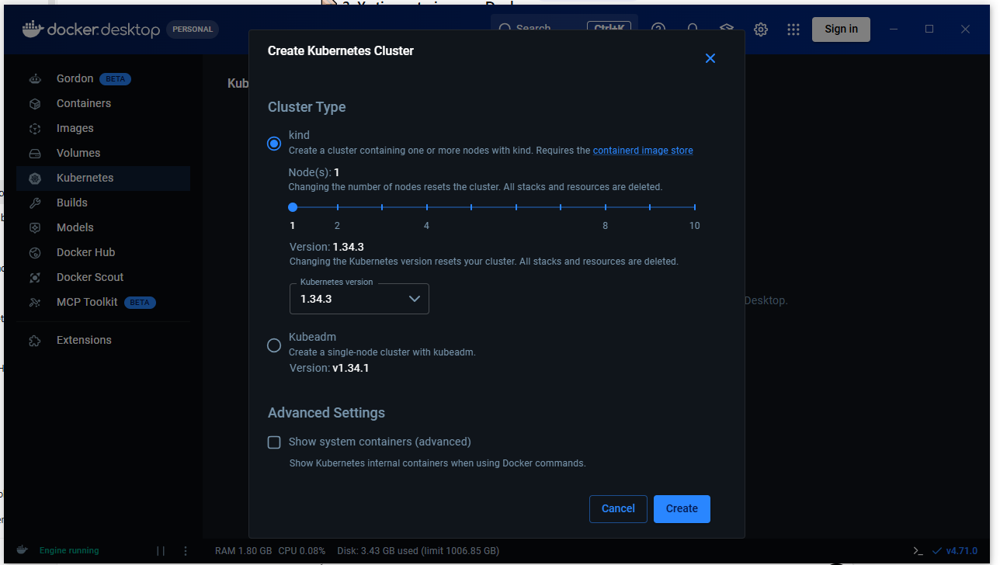 docker.desktop PERSONAL
Search Ctrl+K
Sign in
Gordon BETA
Containers
Images
Volumes
Kubernetes
Builds
Models
Docker Hub
Docker Scout
MCP Toolkit BETA
Extensions
Kub
Desktop.
Create Kubernetes Cluster
Cluster Type
kind
Create a cluster containing one or more nodes with kind. Requires the containerd image store
Node(s): 1
Changing the number of nodes resets the cluster. All stacks and resources are deleted.
1 2 4 8 10
Version: 1.34.3
Changing the Kubernetes version resets your cluster. All stacks and resources are deleted.
Kubernetes version
1.34.3
Kubeadm
Create a single-node cluster with kubeadm.
Version: v1.34.1
Advanced Settings
Show system containers (advanced)
Show Kubernetes internal containers when using Docker commands.
Cancel Create
Engine running
RAM 1.80 GB CPU 0.08% Disk: 3.43 GB used (limit 1006.85 GB)
v4.71.0